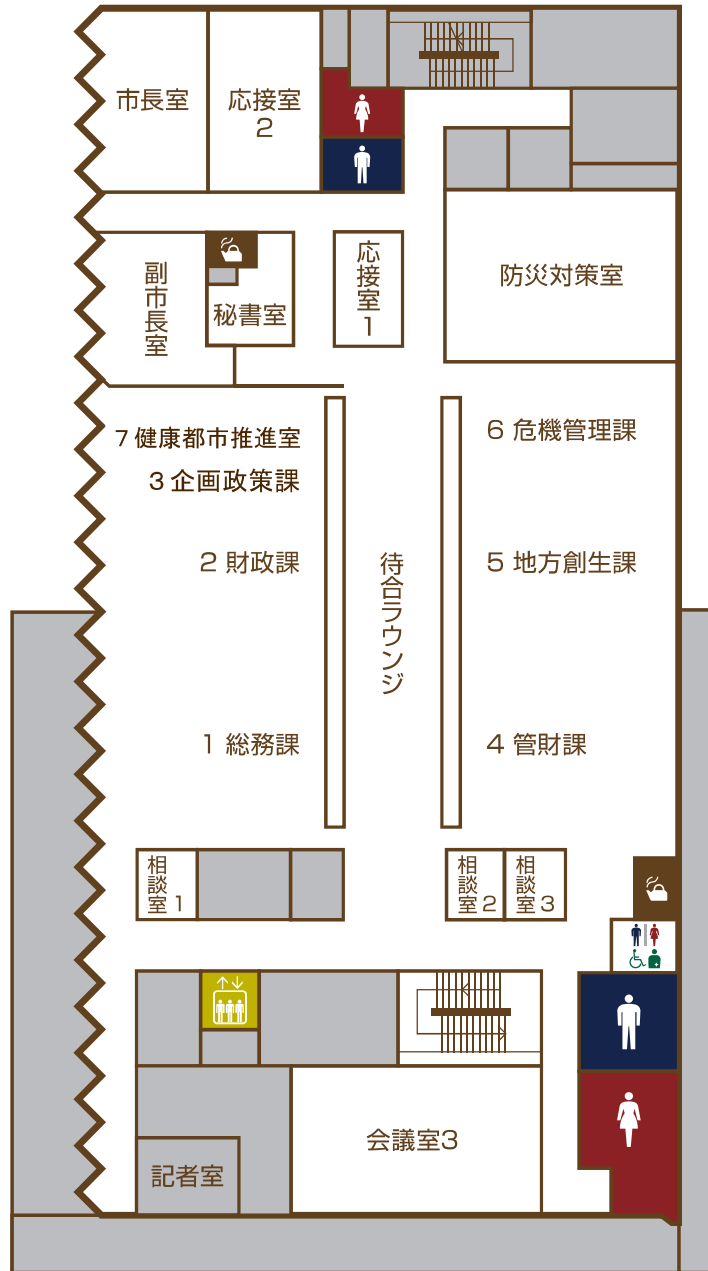 市長室
応接室
2
副市長室
秘書室
応接室1
防災対策室
7 健康都市推進室
6 危機管理課
3 企画政策課
2 財政課
待合ラウンジ
5 地方創生課
1 総務課
4 管財課
相談室1
相談室2
相談室3
会議室3
記者室